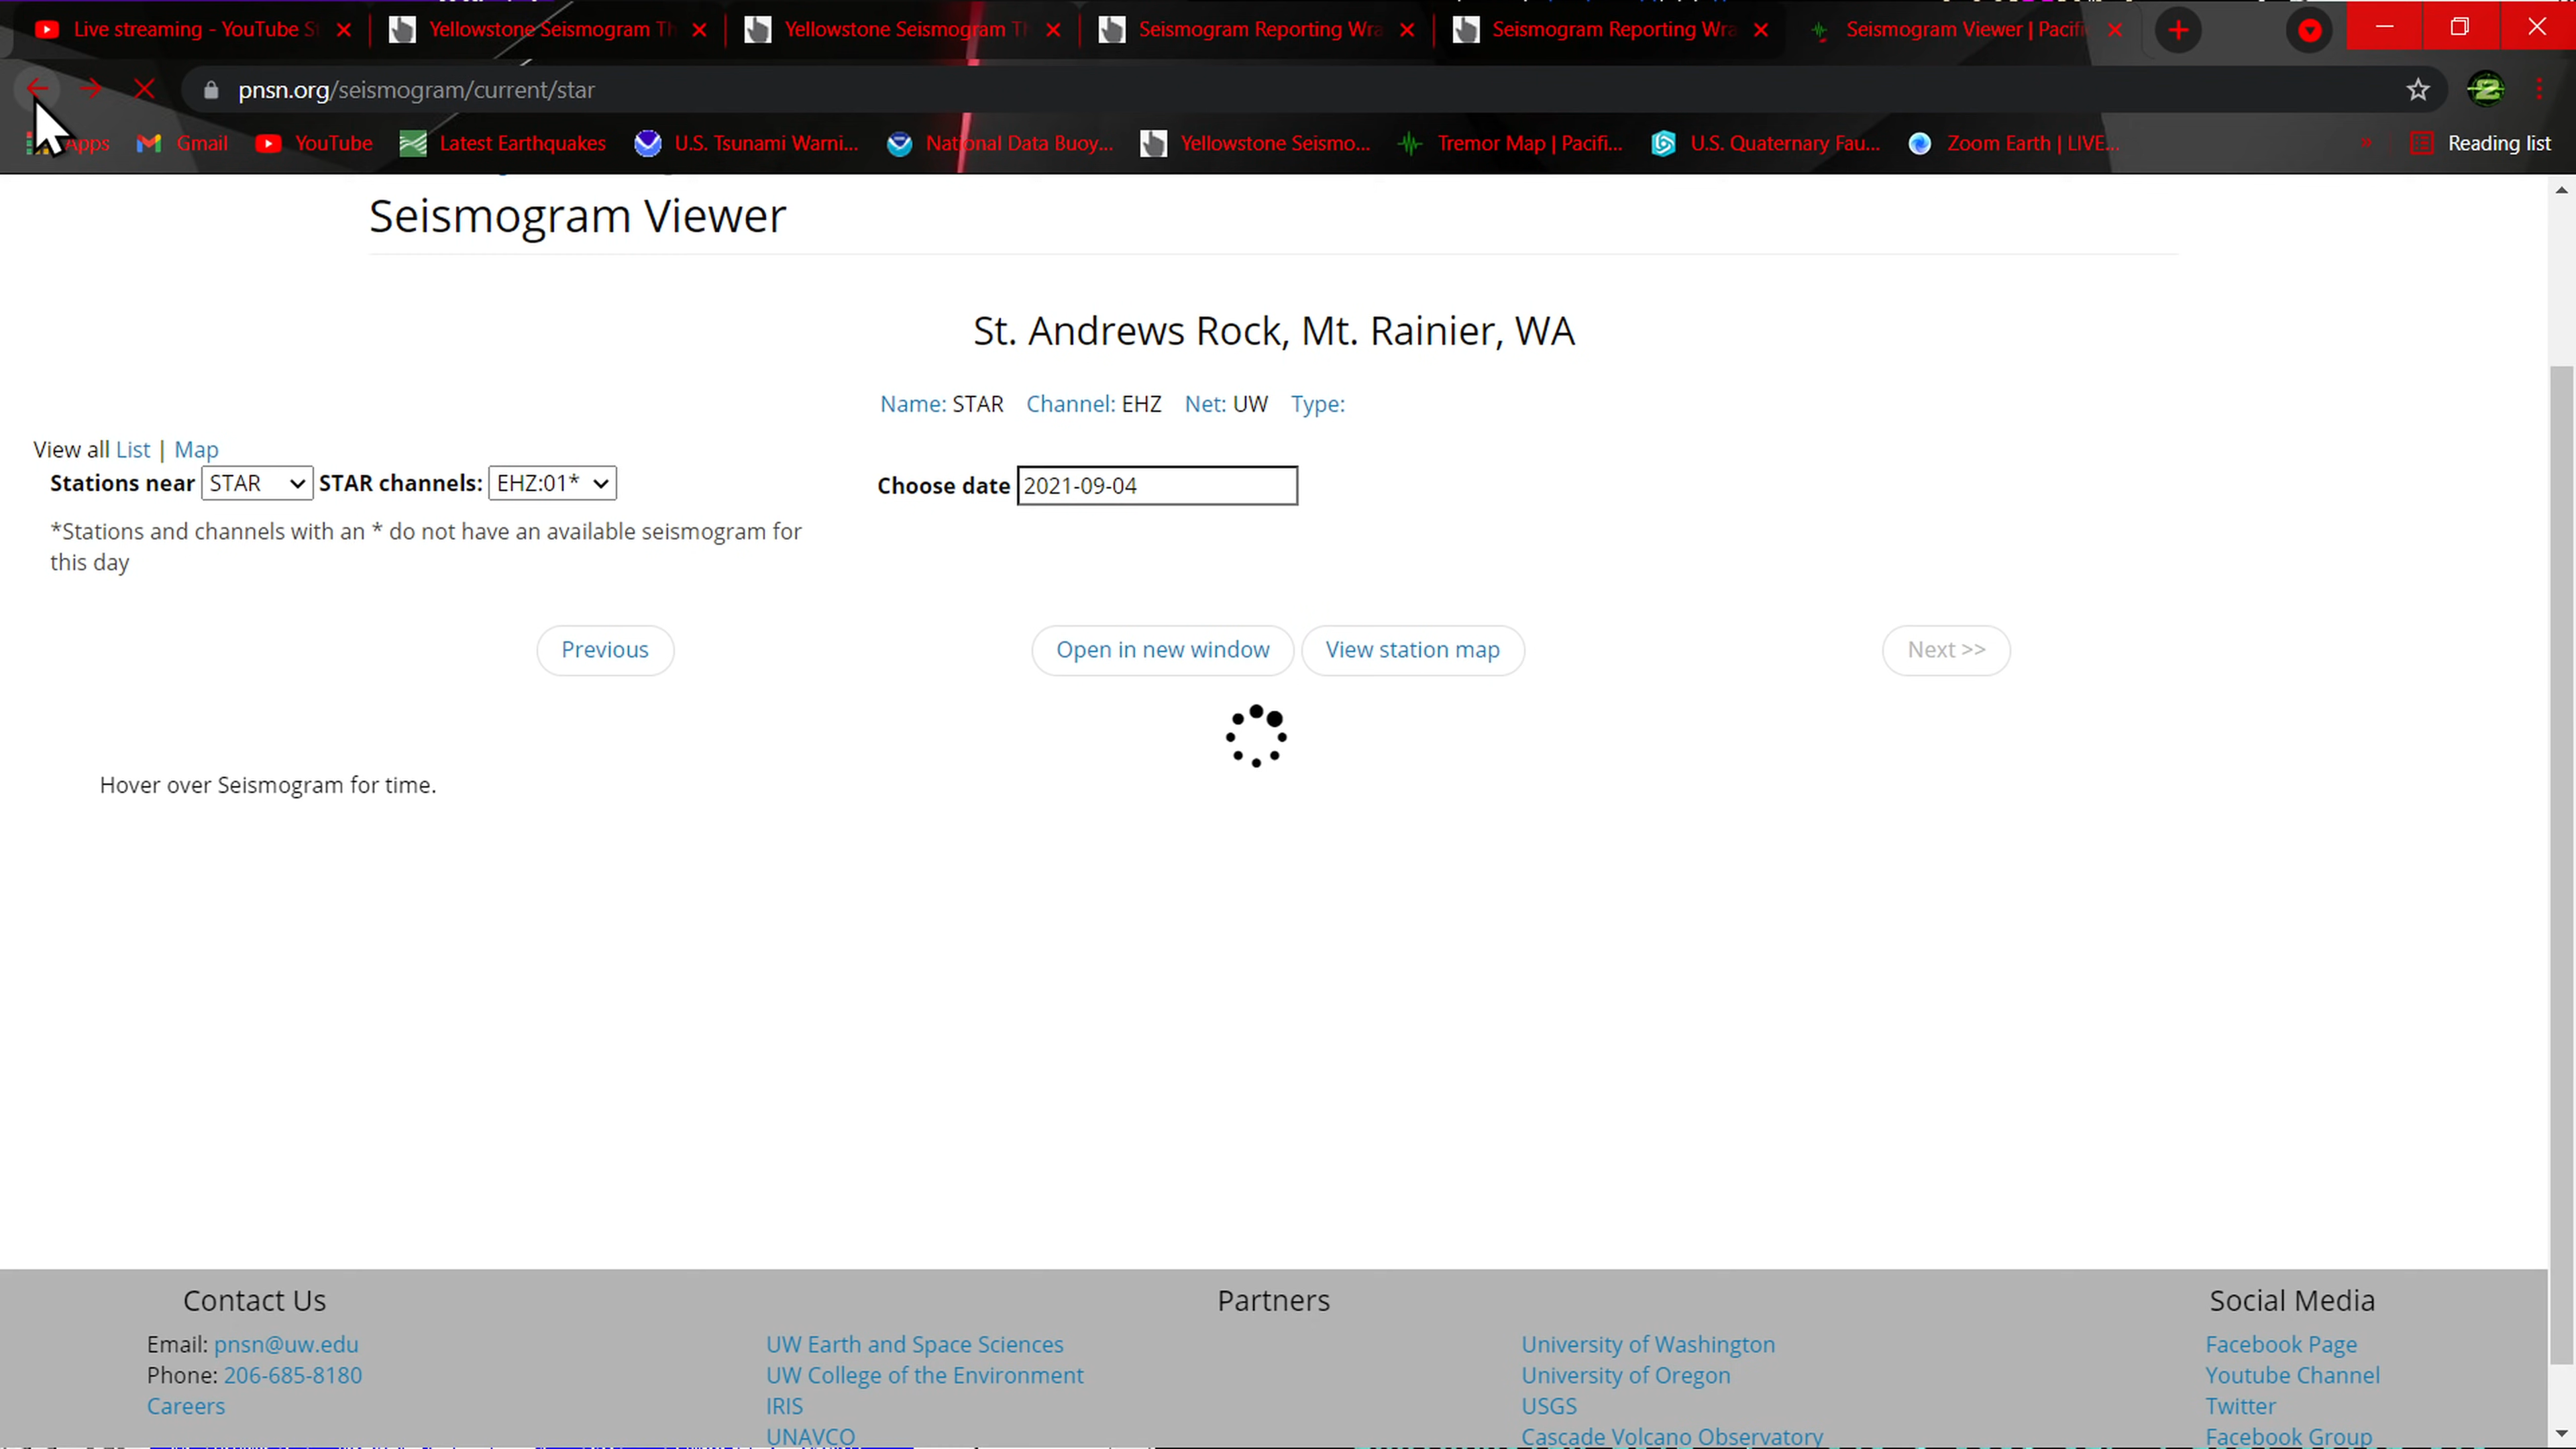 Live streaming - YouTube S
Yellowstone Seismogram Th
Yellowstone Seismogram Th
Seismogram Reporting Wra
Seismogram Reporting Wra
Seismogram Viewer | Pacifi
pnsn.org/seismogram/current/star
Apps
Gmail
YouTube
Latest Earthquakes
U.S. Tsunami Warni...
National Data Buoy...
Yellowstone Seismo...
Tremor Map | Pacifi...
U.S. Quaternary Fau...
Zoom Earth | LIVE...
Reading list
Seismogram Viewer
St. Andrews Rock, Mt. Rainier, WA
Name: STAR Channel: EHZ Net: UW Type:
View all List | Map
Stations near STAR STAR channels: EHZ:01*
Choose date 2021-09-04
*Stations and channels with an * do not have an available seismogram for
this day
Previous
Open in new window
View station map
Next >>
Hover over Seismogram for time.
Contact Us
Email: pnsn@uw.edu
Phone: 206-685-8180
Careers
Partners
UW Earth and Space Sciences
UW College of the Environment
IRIS
UNAVCO
University of Washington
University of Oregon
USGS
Cascade Volcano Observatory
Social Media
Facebook Page
Youtube Channel
Twitter
Facebook Group